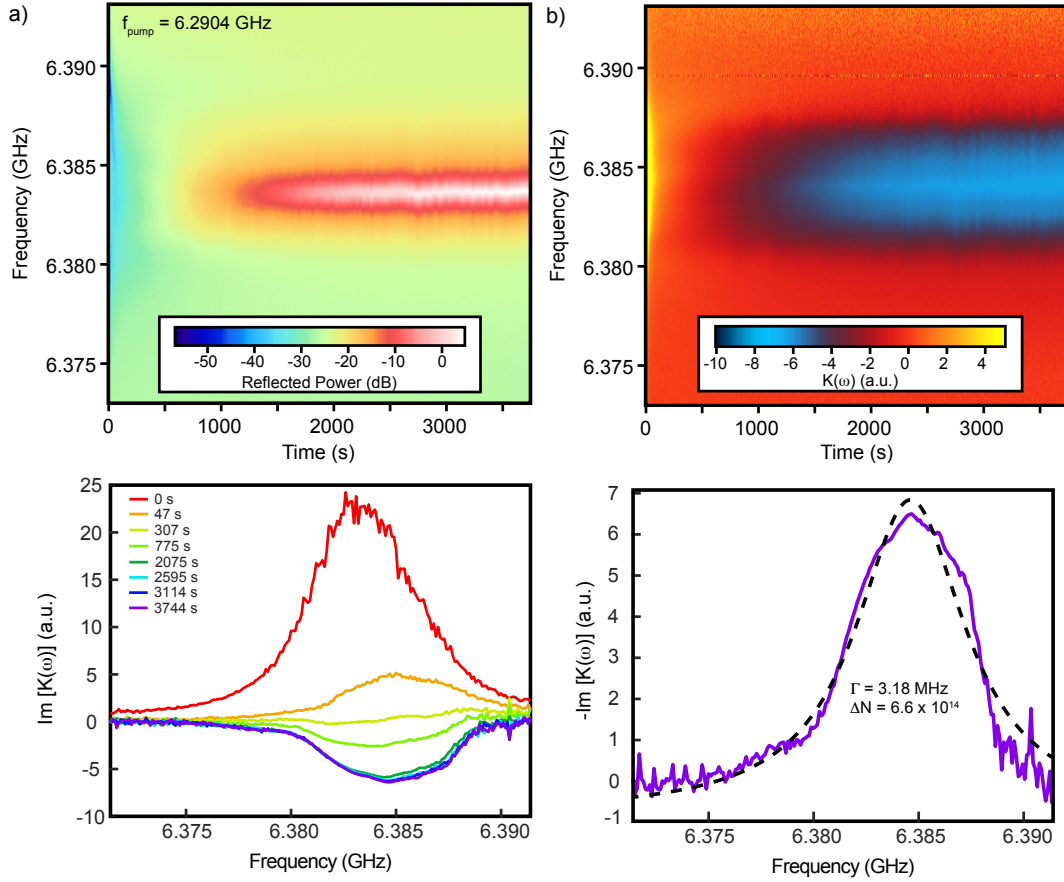 a)
f_pump = 6.2904 GHz
Frequency (GHz)
6.390
6.385
6.380
6.375
-50 -40 -30 -20 -10 0
Reflected Power (dB)
0 1000 2000 3000
Time (s)
b)
Frequency (GHz)
6.390
6.385
6.380
6.375
-10 -8 -6 -4 -2 0 2 4
K(ω) (a.u.)
0 1000 2000 3000
Time (s)
Im [K(ω)] (a.u.)
25
20
15
10
5
0
-5
-10
0 s
47 s
307 s
775 s
2075 s
2595 s
3114 s
3744 s
6.375 6.380 6.385 6.390
Frequency (GHz)
-Im [K(ω)] (a.u.)
7
6
5
4
3
2
1
0
-1
Γ = 3.18 MHz
ΔN = 6.6 x 10¹⁴
6.375 6.380 6.385 6.390
Frequency (GHz)